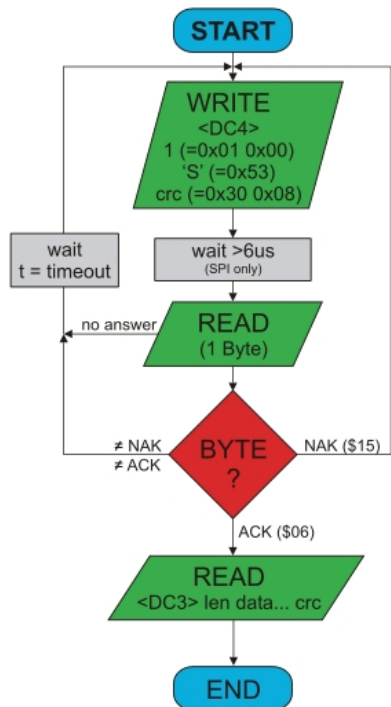 START
WRITE
<DC4>
1 (=0x01 0x00)
‘S’ (=0x53)
crc (=0x30 0x08)
wait
t = timeout
wait >6us
(SPI only)
no answer
READ
(1 Byte)
≠ NAK
≠ ACK
BYTE
?
NAK ($15)
ACK ($06)
READ
<DC3> len data... crc
END